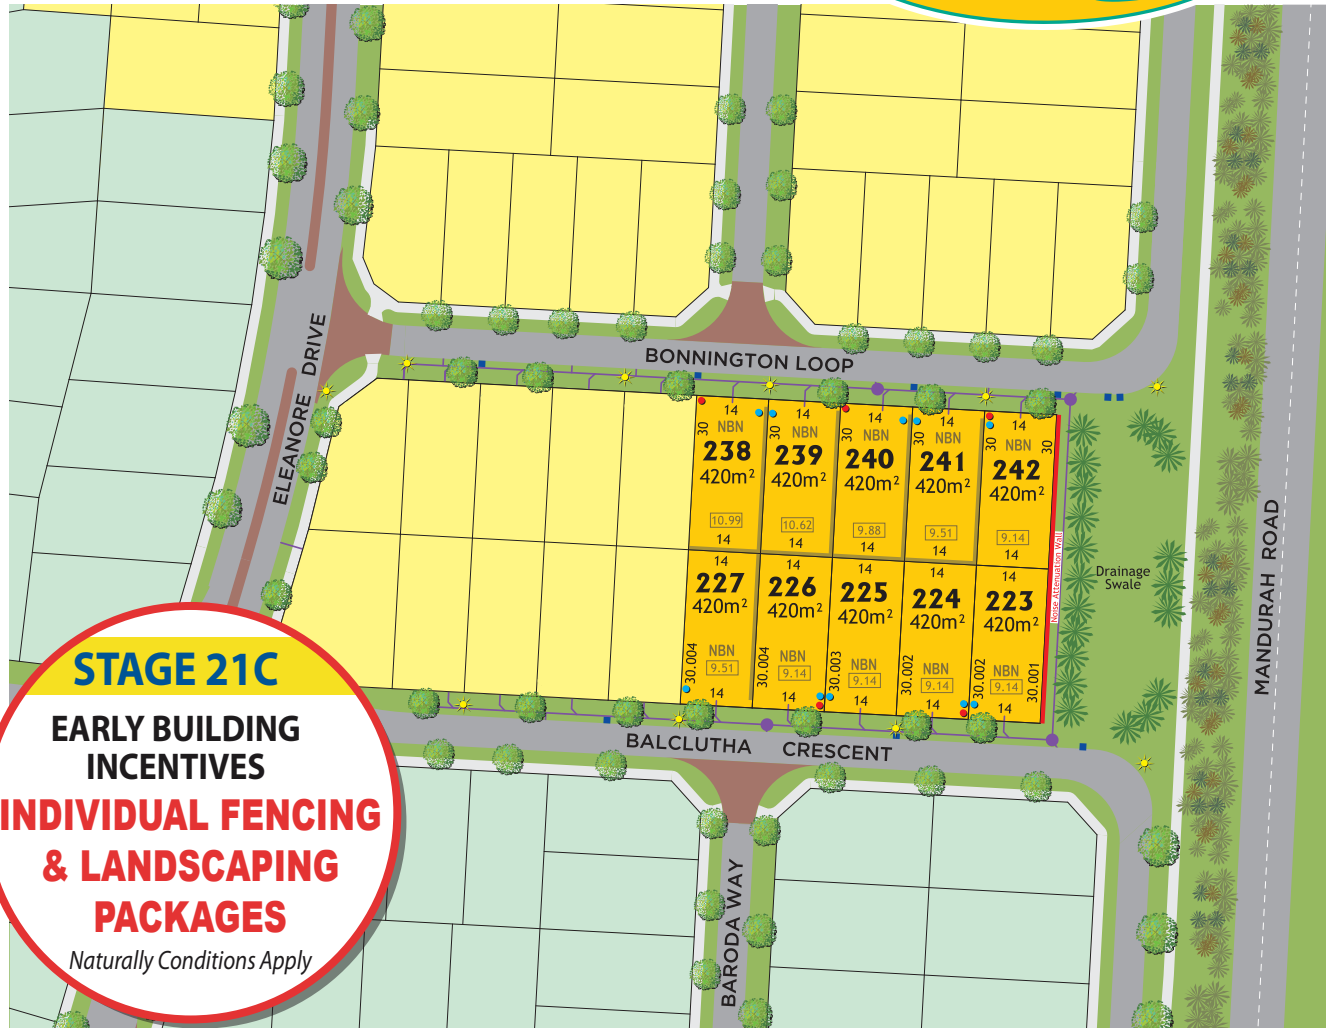 BONNINGTON LOOP
ELEANORE DRIVE
14
14
14
14
14
30
NBN
30
NBN
30
NBN
30
NBN
30
NBN
30
238
239
240
241
242
420m²
420m²
420m²
420m²
420m²
10.99
10.62
9.88
9.51
9.14
14
14
14
14
14
14
14
14
14
14
227
226
225
224
223
420m²
420m²
420m²
420m²
420m²
30.004
NBN
30.004
NBN
30.003
NBN
30.002
NBN
30.002
NBN
30.001
9.51
9.14
9.14
9.14
9.14
14
14
14
14
14
Noise Attenuation Wall
Drainage
Swale
MANDURAH ROAD
BALCLUTHA CRESCENT
BARODA WAY
STAGE 21C
EARLY BUILDING
INCENTIVES
INDIVIDUAL FENCING
& LANDSCAPING
PACKAGES
Naturally Conditions Apply